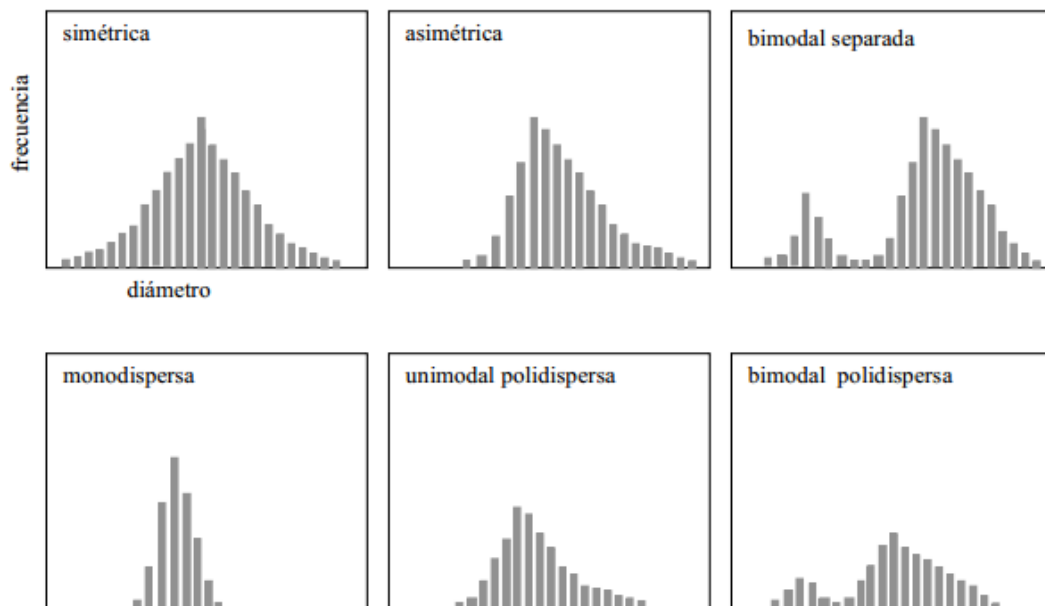 simétrica
asimétrica
bimodal separada
frecuencia
diámetro
monodispersa
unimodal polidispersa
bimodal polidispersa